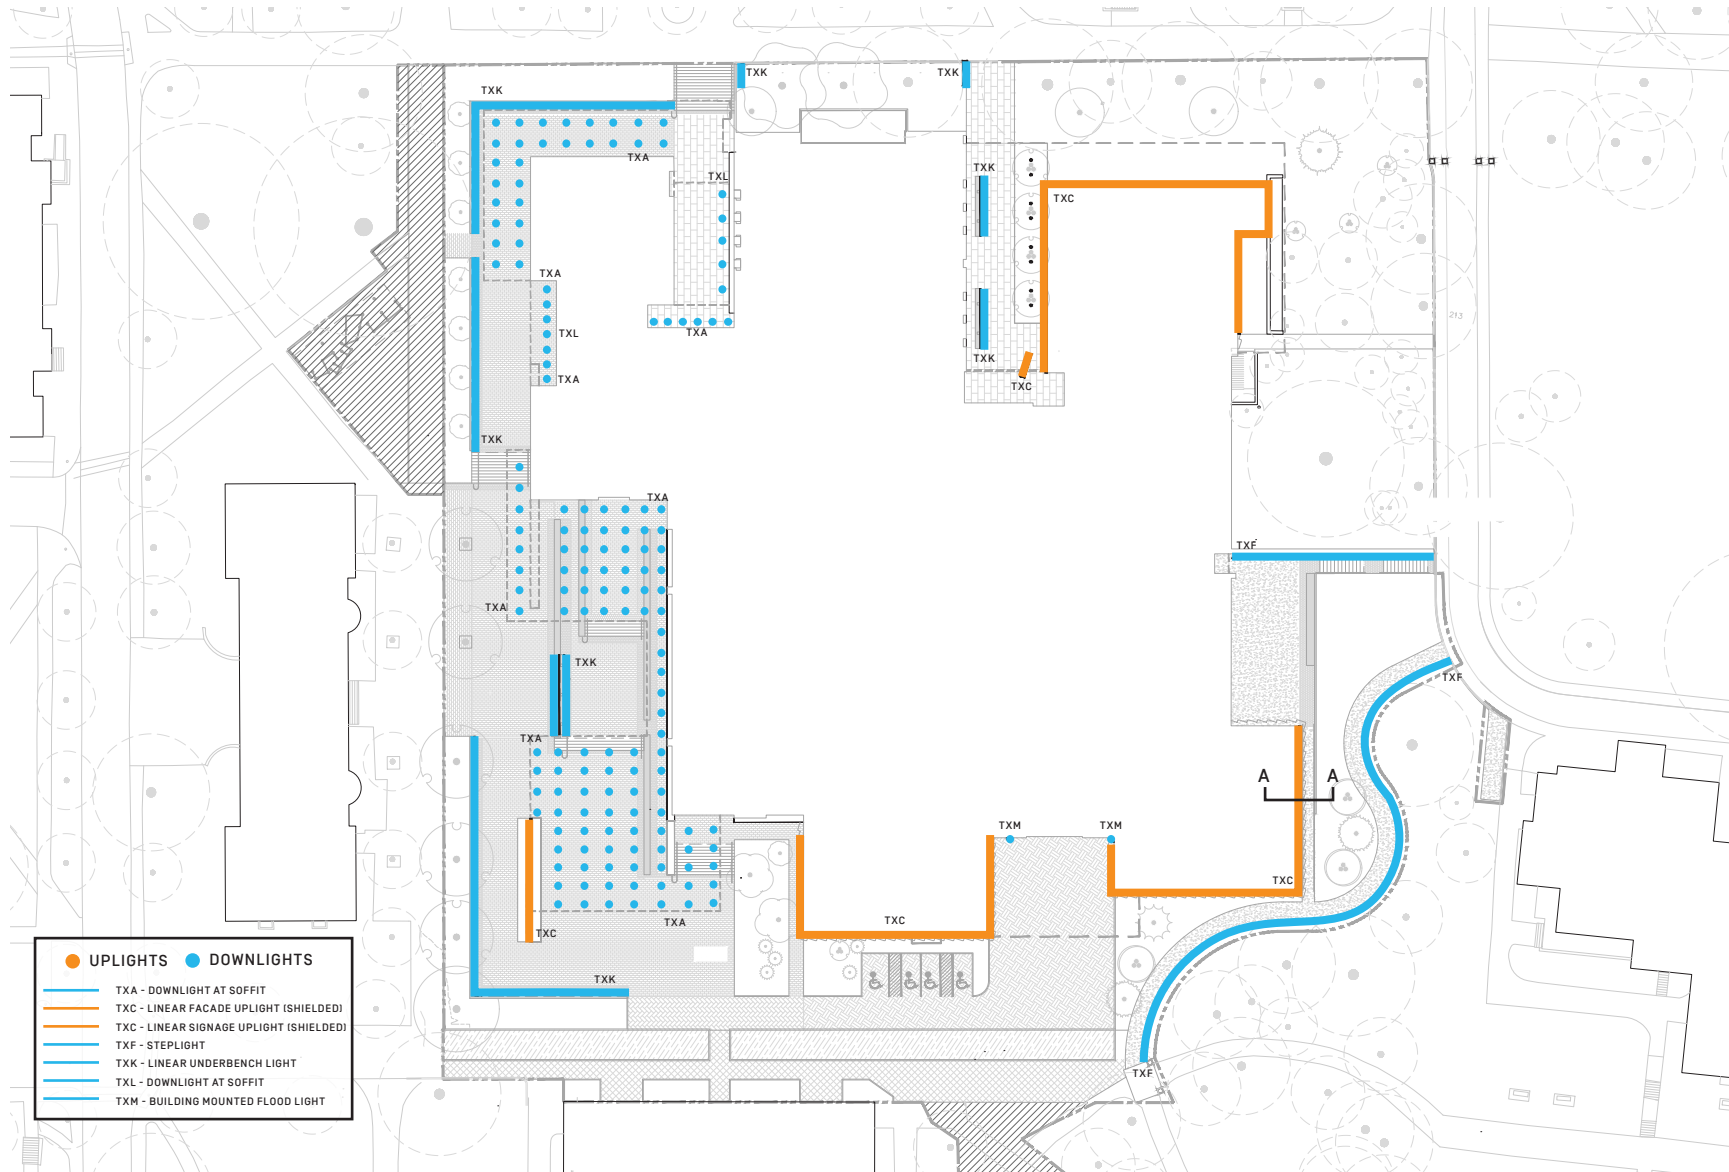 TXK
TXK
TXK
TXA
TXL
TXK
TXC
TXA
TXL
TXA
TXA
TXK
TXC
TXK
TXA
TXF
TXA
TXK
TXF
TXA
A A
TXM
TXM
TXC
TXA
TXC
TXC
TXK
TXF
213
UPLIGHTS DOWNLIGHTS
TXA - DOWNLIGHT AT SOFFIT
TXC - LINEAR FACADE UPLIGHT (SHIELDED)
TXC - LINEAR SIGNAGE UPLIGHT (SHIELDED)
TXF - STEPLIGHT
TXK - LINEAR UNDERBENCH LIGHT
TXL - DOWNLIGHT AT SOFFIT
TXM - BUILDING MOUNTED FLOOD LIGHT